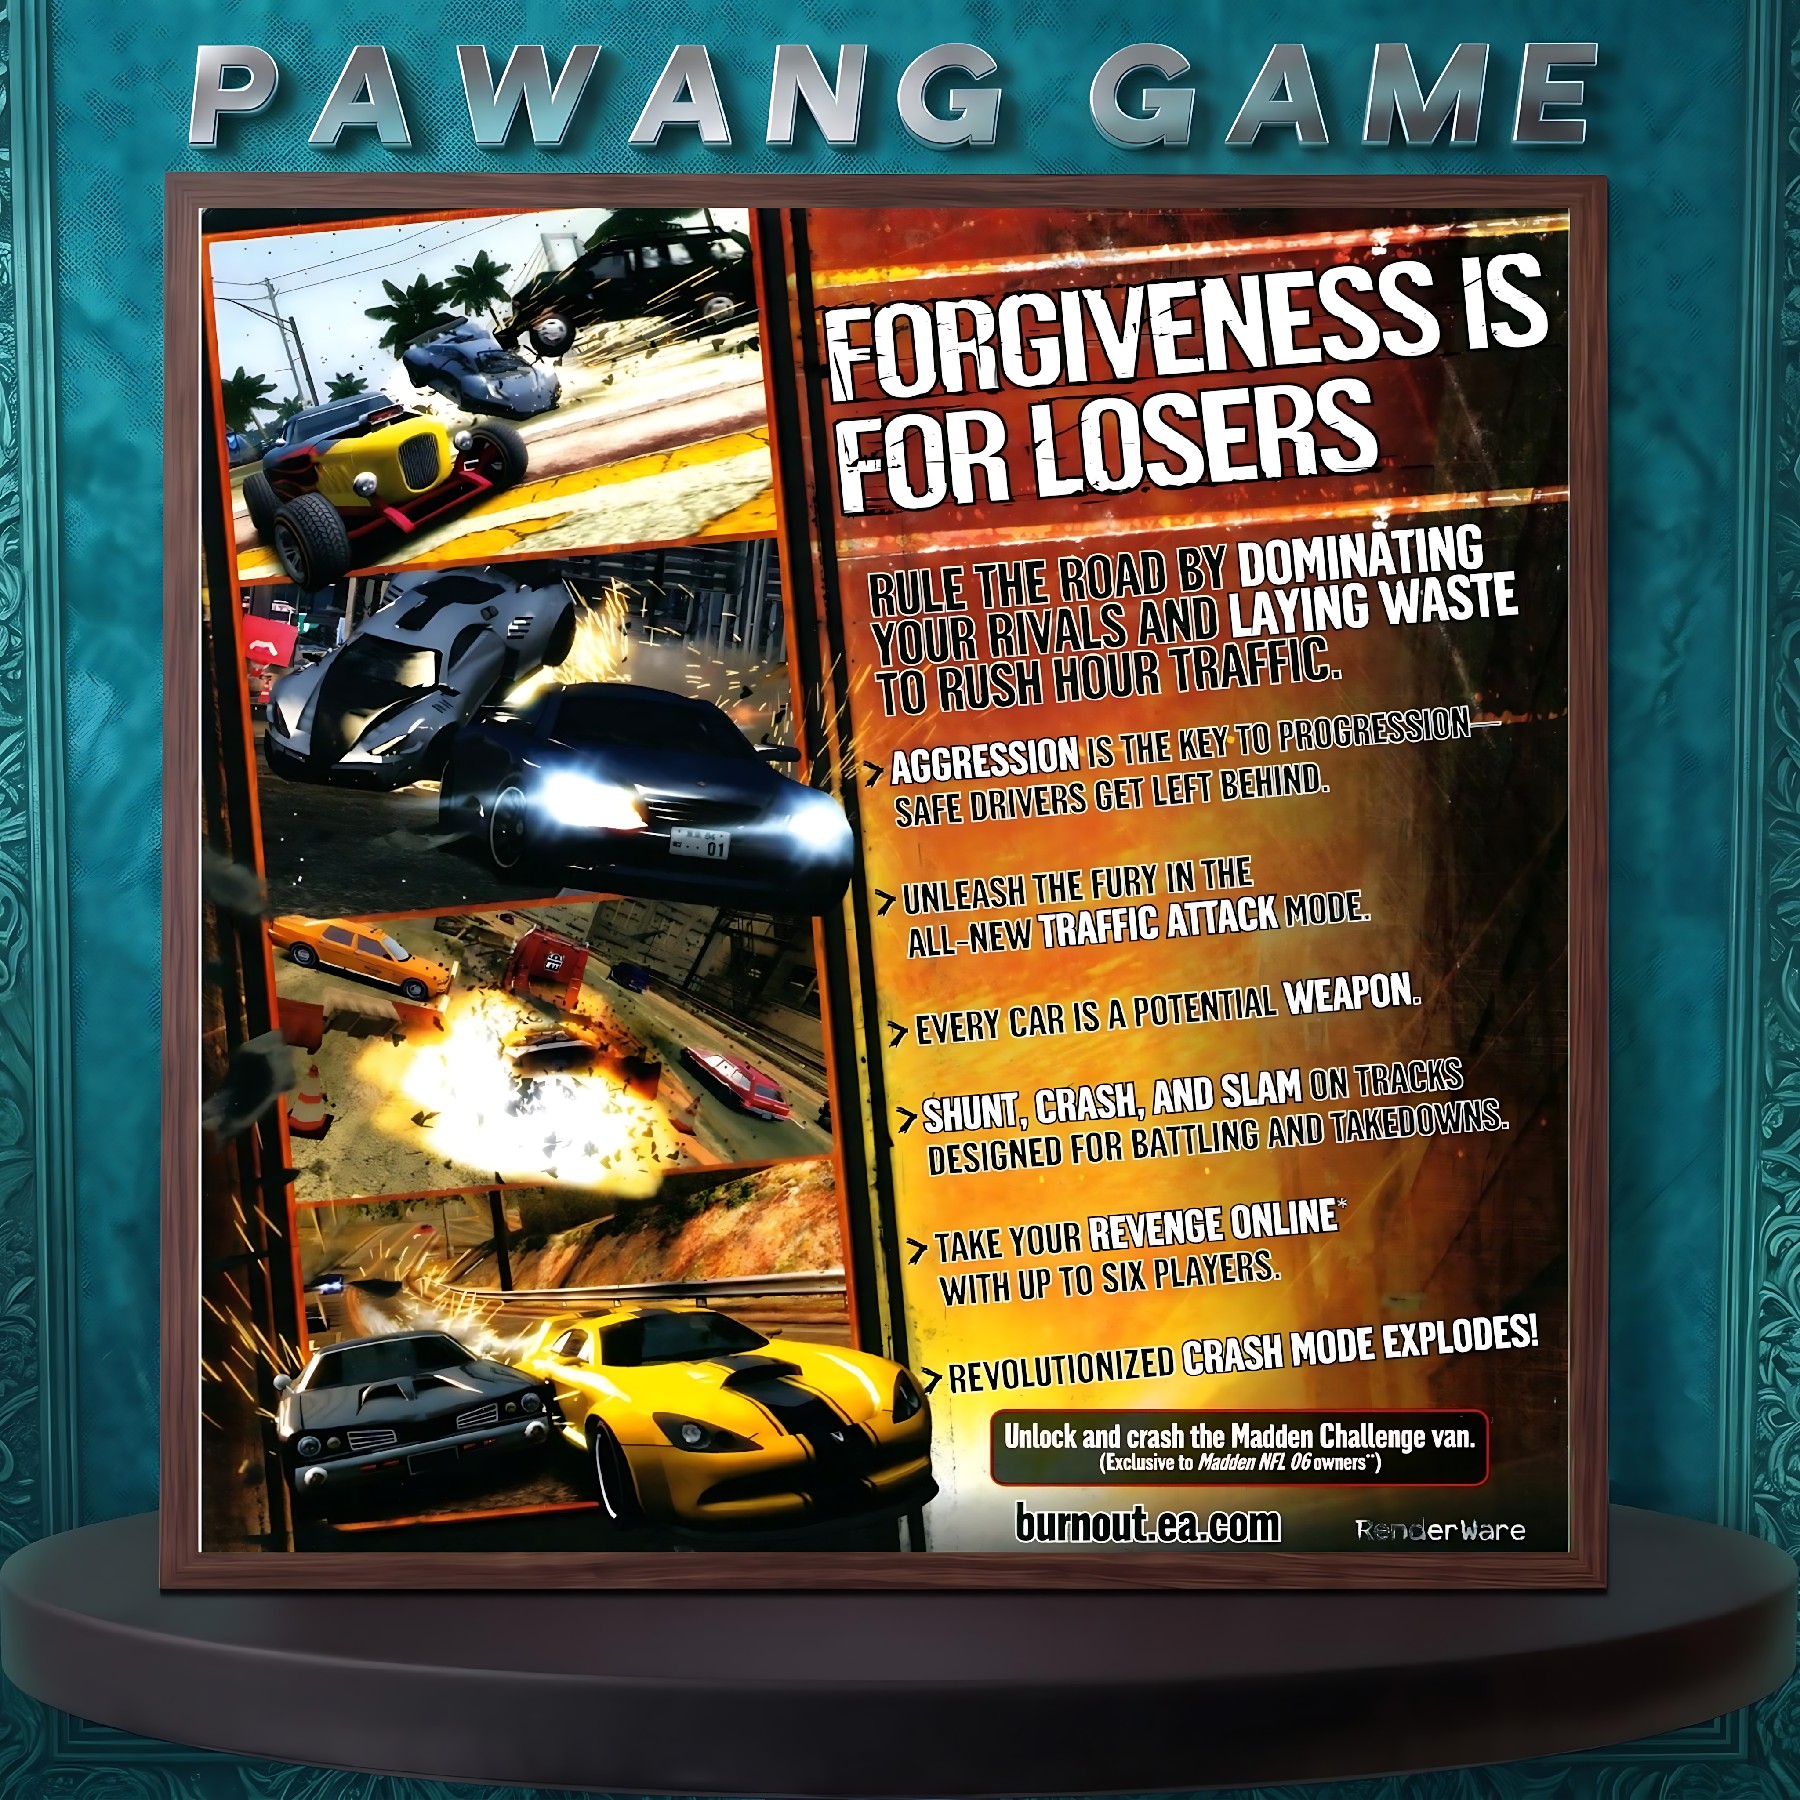 PAWANG GAME
FORGIVENESS IS
FOR LOSERS
RULE THE ROAD BY DOMINATING
YOUR RIVALS AND LAYING WASTE
TO RUSH HOUR TRAFFIC.
> AGGRESSION IS THE KEY TO PROGRESSION—
SAFE DRIVERS GET LEFT BEHIND.
> UNLEASH THE FURY IN THE
ALL-NEW TRAFFIC ATTACK MODE.
> EVERY CAR IS A POTENTIAL WEAPON.
> SHUNT, CRASH, AND SLAM ON TRACKS
DESIGNED FOR BATTLING AND TAKEDOWNS.
> TAKE YOUR REVENGE ONLINE*
WITH UP TO SIX PLAYERS.
> REVOLUTIONIZED CRASH MODE EXPLODES!
Unlock and crash the Madden Challenge van.
(Exclusive to Madden NFL 06 owners**)
burnout.ea.com
RenderWare
01